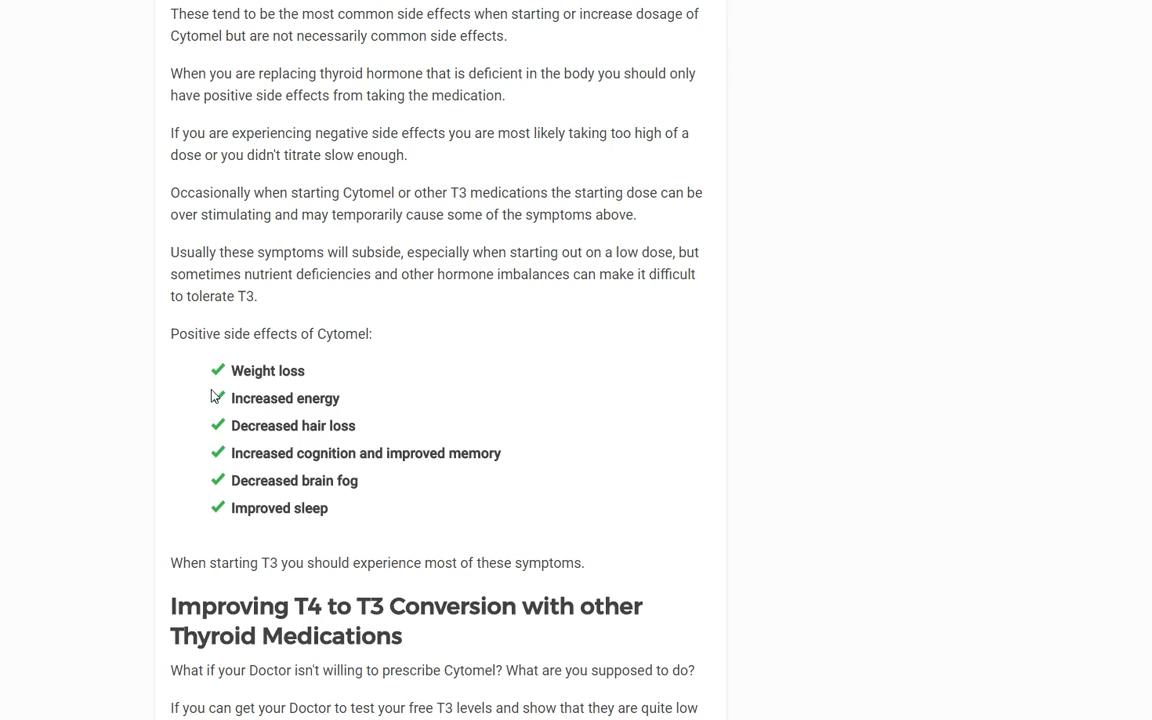 These tend to be the most common side effects when starting or increase dosage of
Cytomel but are not necessarily common side effects.
When you are replacing thyroid hormone that is deficient in the body you should only
have positive side effects from taking the medication.
If you are experiencing negative side effects you are most likely taking too high of a
dose or you didn't titrate slow enough.
Occasionally when starting Cytomel or other T3 medications the starting dose can be
over stimulating and may temporarily cause some of the symptoms above.
Usually these symptoms will subside, especially when starting out on a low dose, but
sometimes nutrient deficiencies and other hormone imbalances can make it difficult
to tolerate T3.
Positive side effects of Cytomel:
Weight loss
Increased energy
Decreased hair loss
Increased cognition and improved memory
Decreased brain fog
Improved sleep
When starting T3 you should experience most of these symptoms.
Improving T4 to T3 Conversion with other
Thyroid Medications
What if your Doctor isn't willing to prescribe Cytomel? What are you supposed to do?
If you can get your Doctor to test your free T3 levels and show that they are quite low